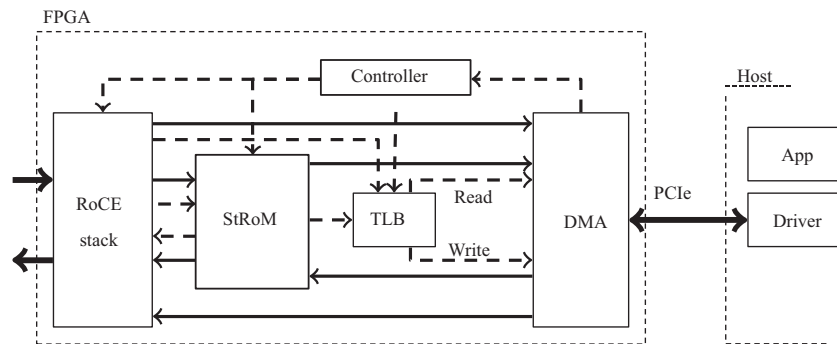 FPGA
Controller
Host
App
RoCE
stack
StRoM
TLB
Read
Write
DMA
PCIe
Driver